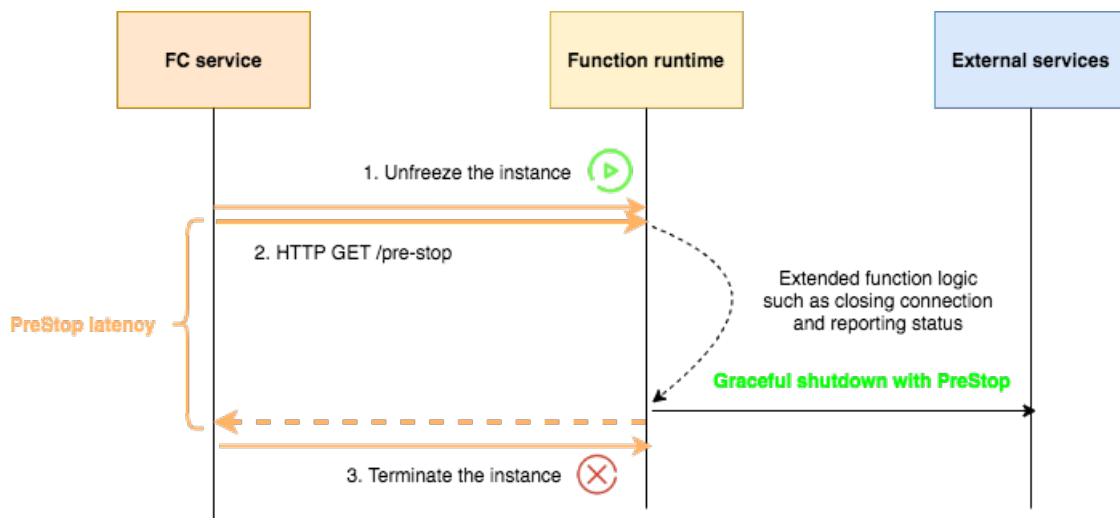 FC service
Function runtime
External services
1. Unfreeze the instance
2. HTTP GET /pre-stop
Extended function logic
such as closing connection
and reporting status
PreStop latency
Graceful shutdown with PreStop
3. Terminate the instance